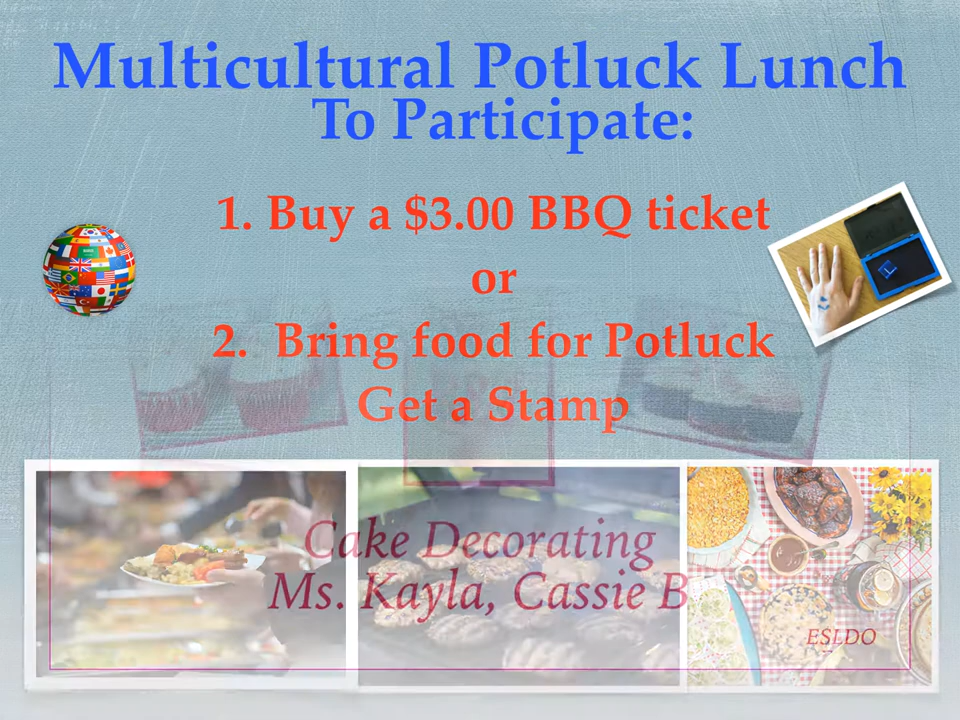 Multicultural Potluck Lunch
To Participate:
1. Buy a $3.00 BBQ ticket
or
2. Bring food for Potluck
Get a Stamp
Cake Decorating
Ms. Kayla, Cassie B
ESLDO